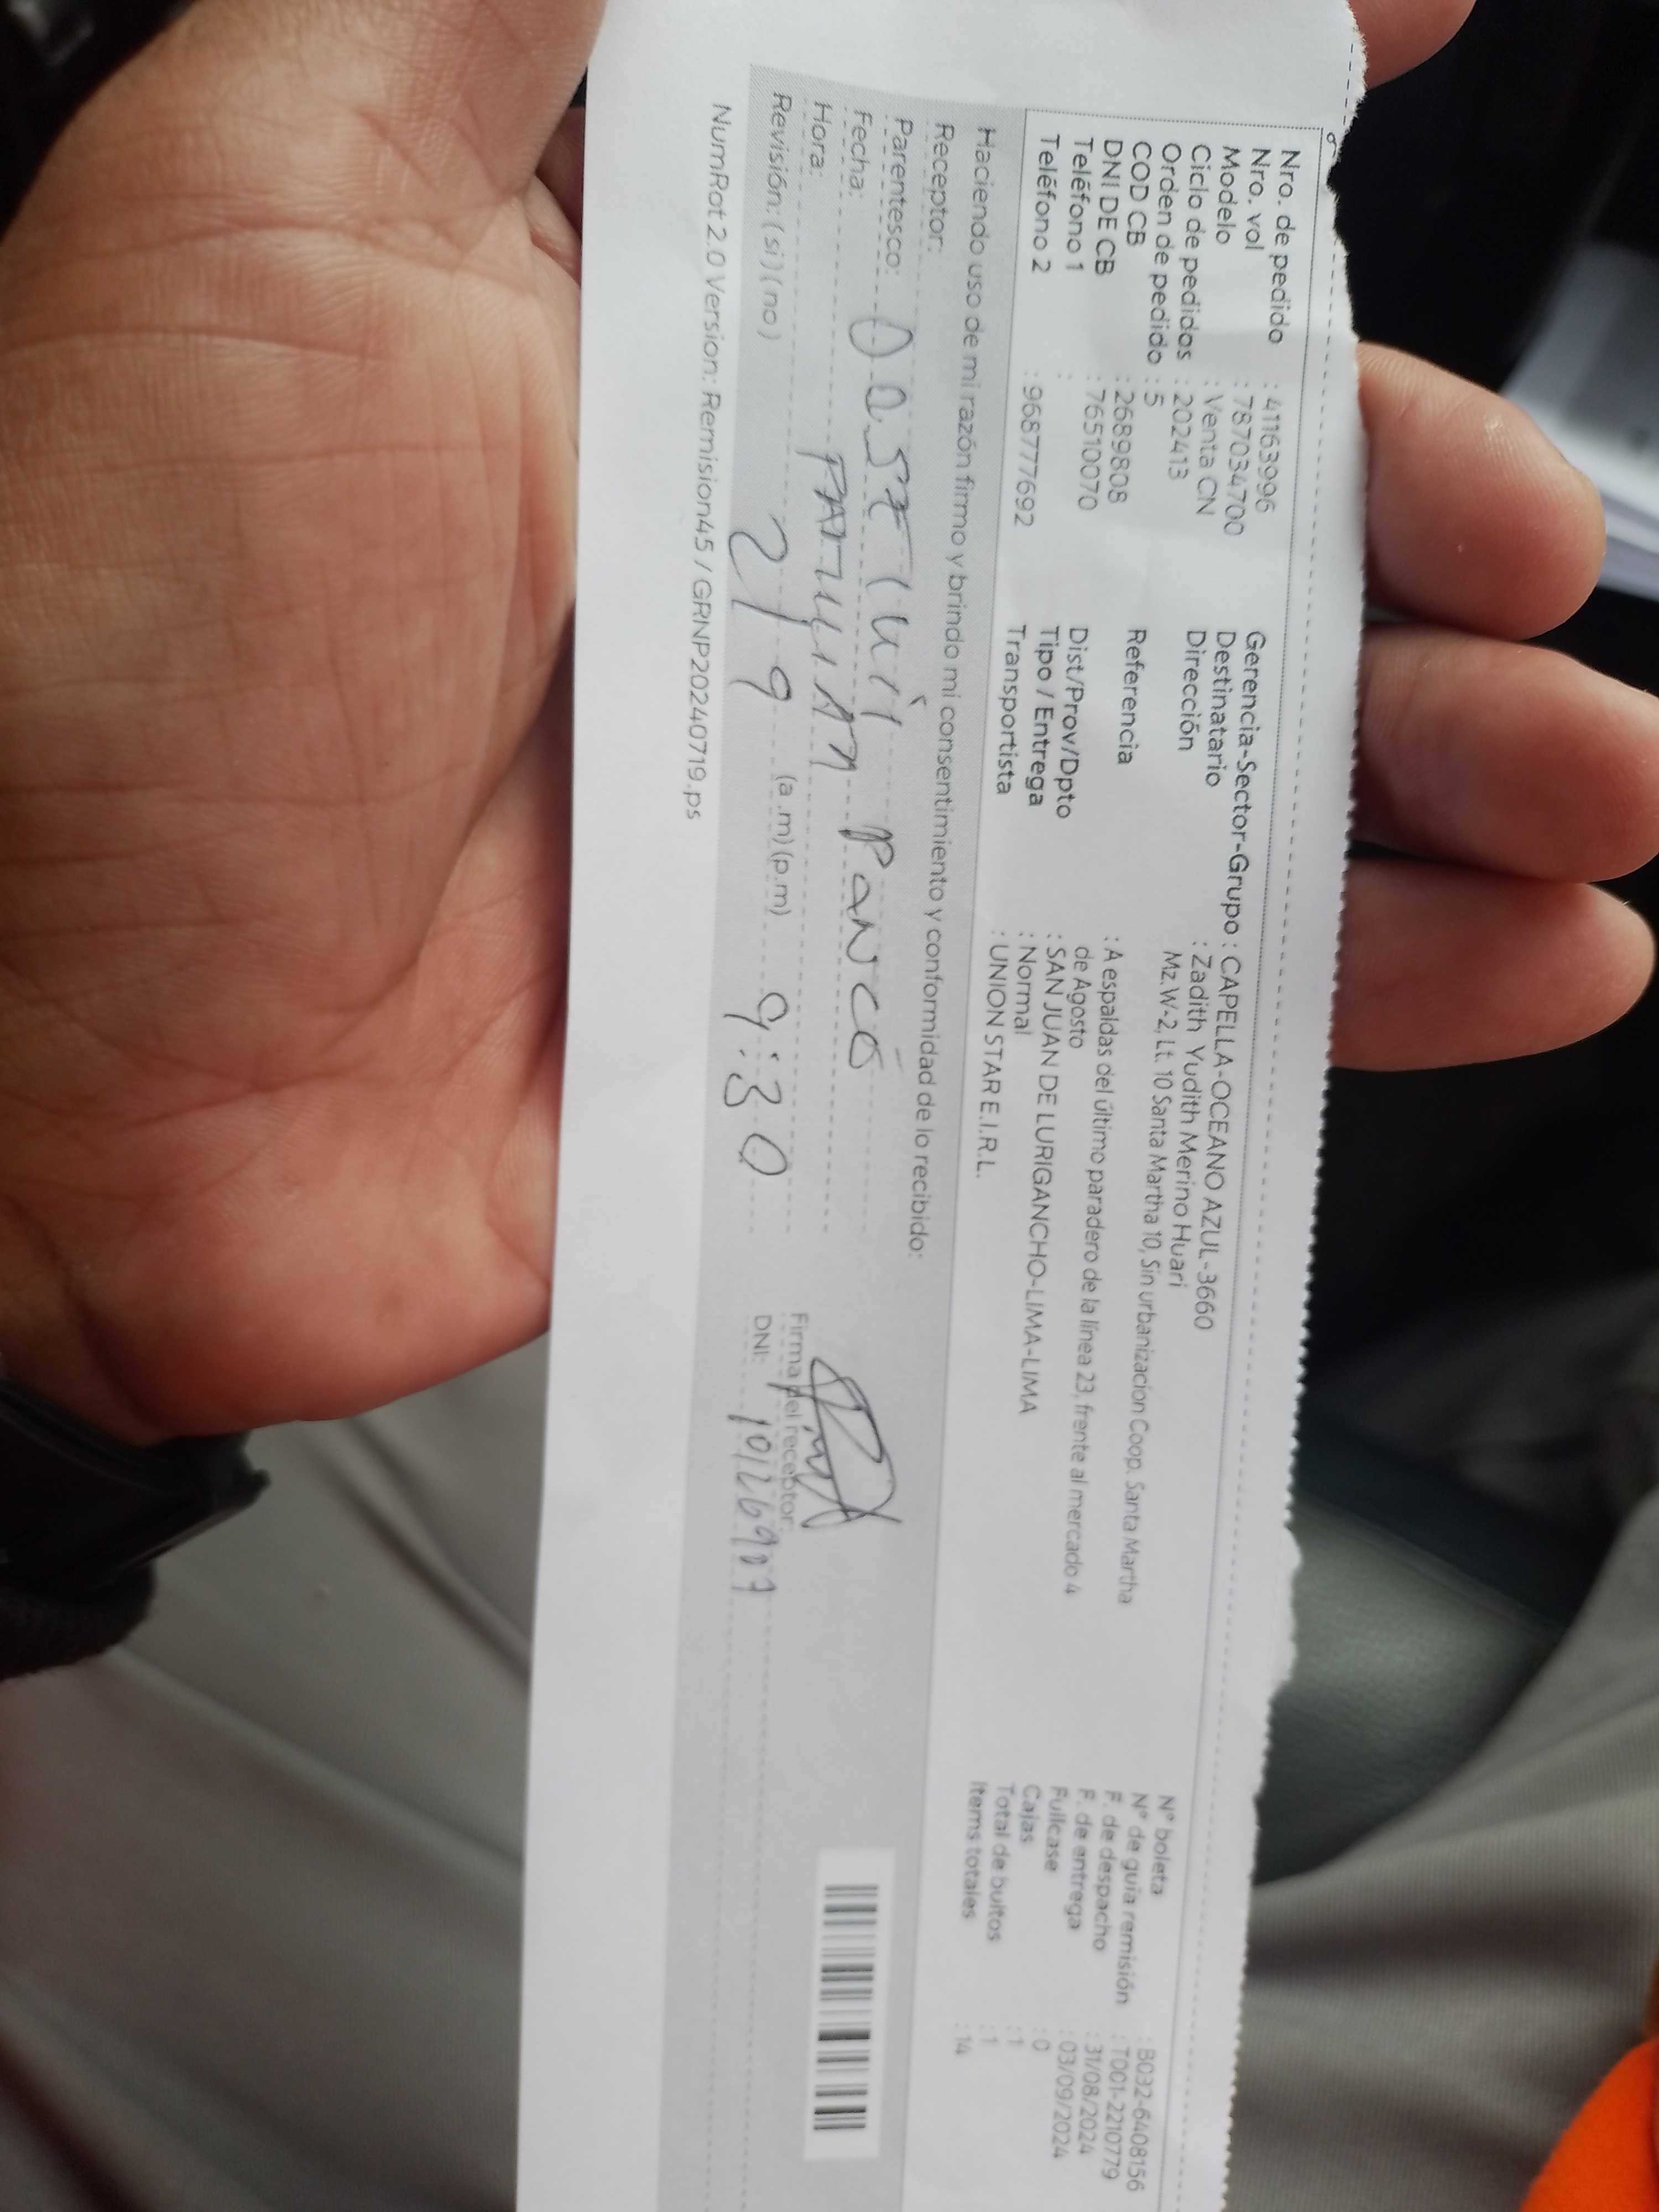 Nro. de pedido : 41163996
Nro. vol : 787034700
Modelo : Venta CN
Ciclo de pedidos : 202413
Orden de pedido : 5
COD CB : 2689808
DNI DE CB : 76510070
Teléfono 1 :
Teléfono 2 : 968777692
Gerencia-Sector-Grupo : CAPELLA-OCEANO AZUL-3660
Destinatario : Zadith Yudith Merino Huari
Dirección Mz.W-2, Lt. 10 Santa Martha 10, Sin urbanizacion Coop. Santa Martha
Referencia : A espaldas del último paradero de la línea 23, frente al mercado 4
de Agosto
Dist/Prov/Dpto : SAN JUAN DE LURIGANCHO-LIMA-LIMA
Tipo / Entrega : Normal
Transportista : UNION STAR E.I.R.L.
N° boleta : B032-6408156
N° de guía remisión : T001-2210779
F. de despacho : 31/08/2024
F. de entrega : 03/09/2024
Fullcase : 0
Cajas : 1
Total de bultos : 1
Items totales : 14
Haciendo uso de mi razón firmo y brindo mi consentimiento y conformidad de lo recibido:
Receptor:
Parentesco:
Fecha:
Hora: (a.m) (p.m) 9:30
Revisión: (si) (no) 2/9
Firma del receptor:
DNI:
NumRot 2.0 Version: Remision45 / GRNP20240719.ps